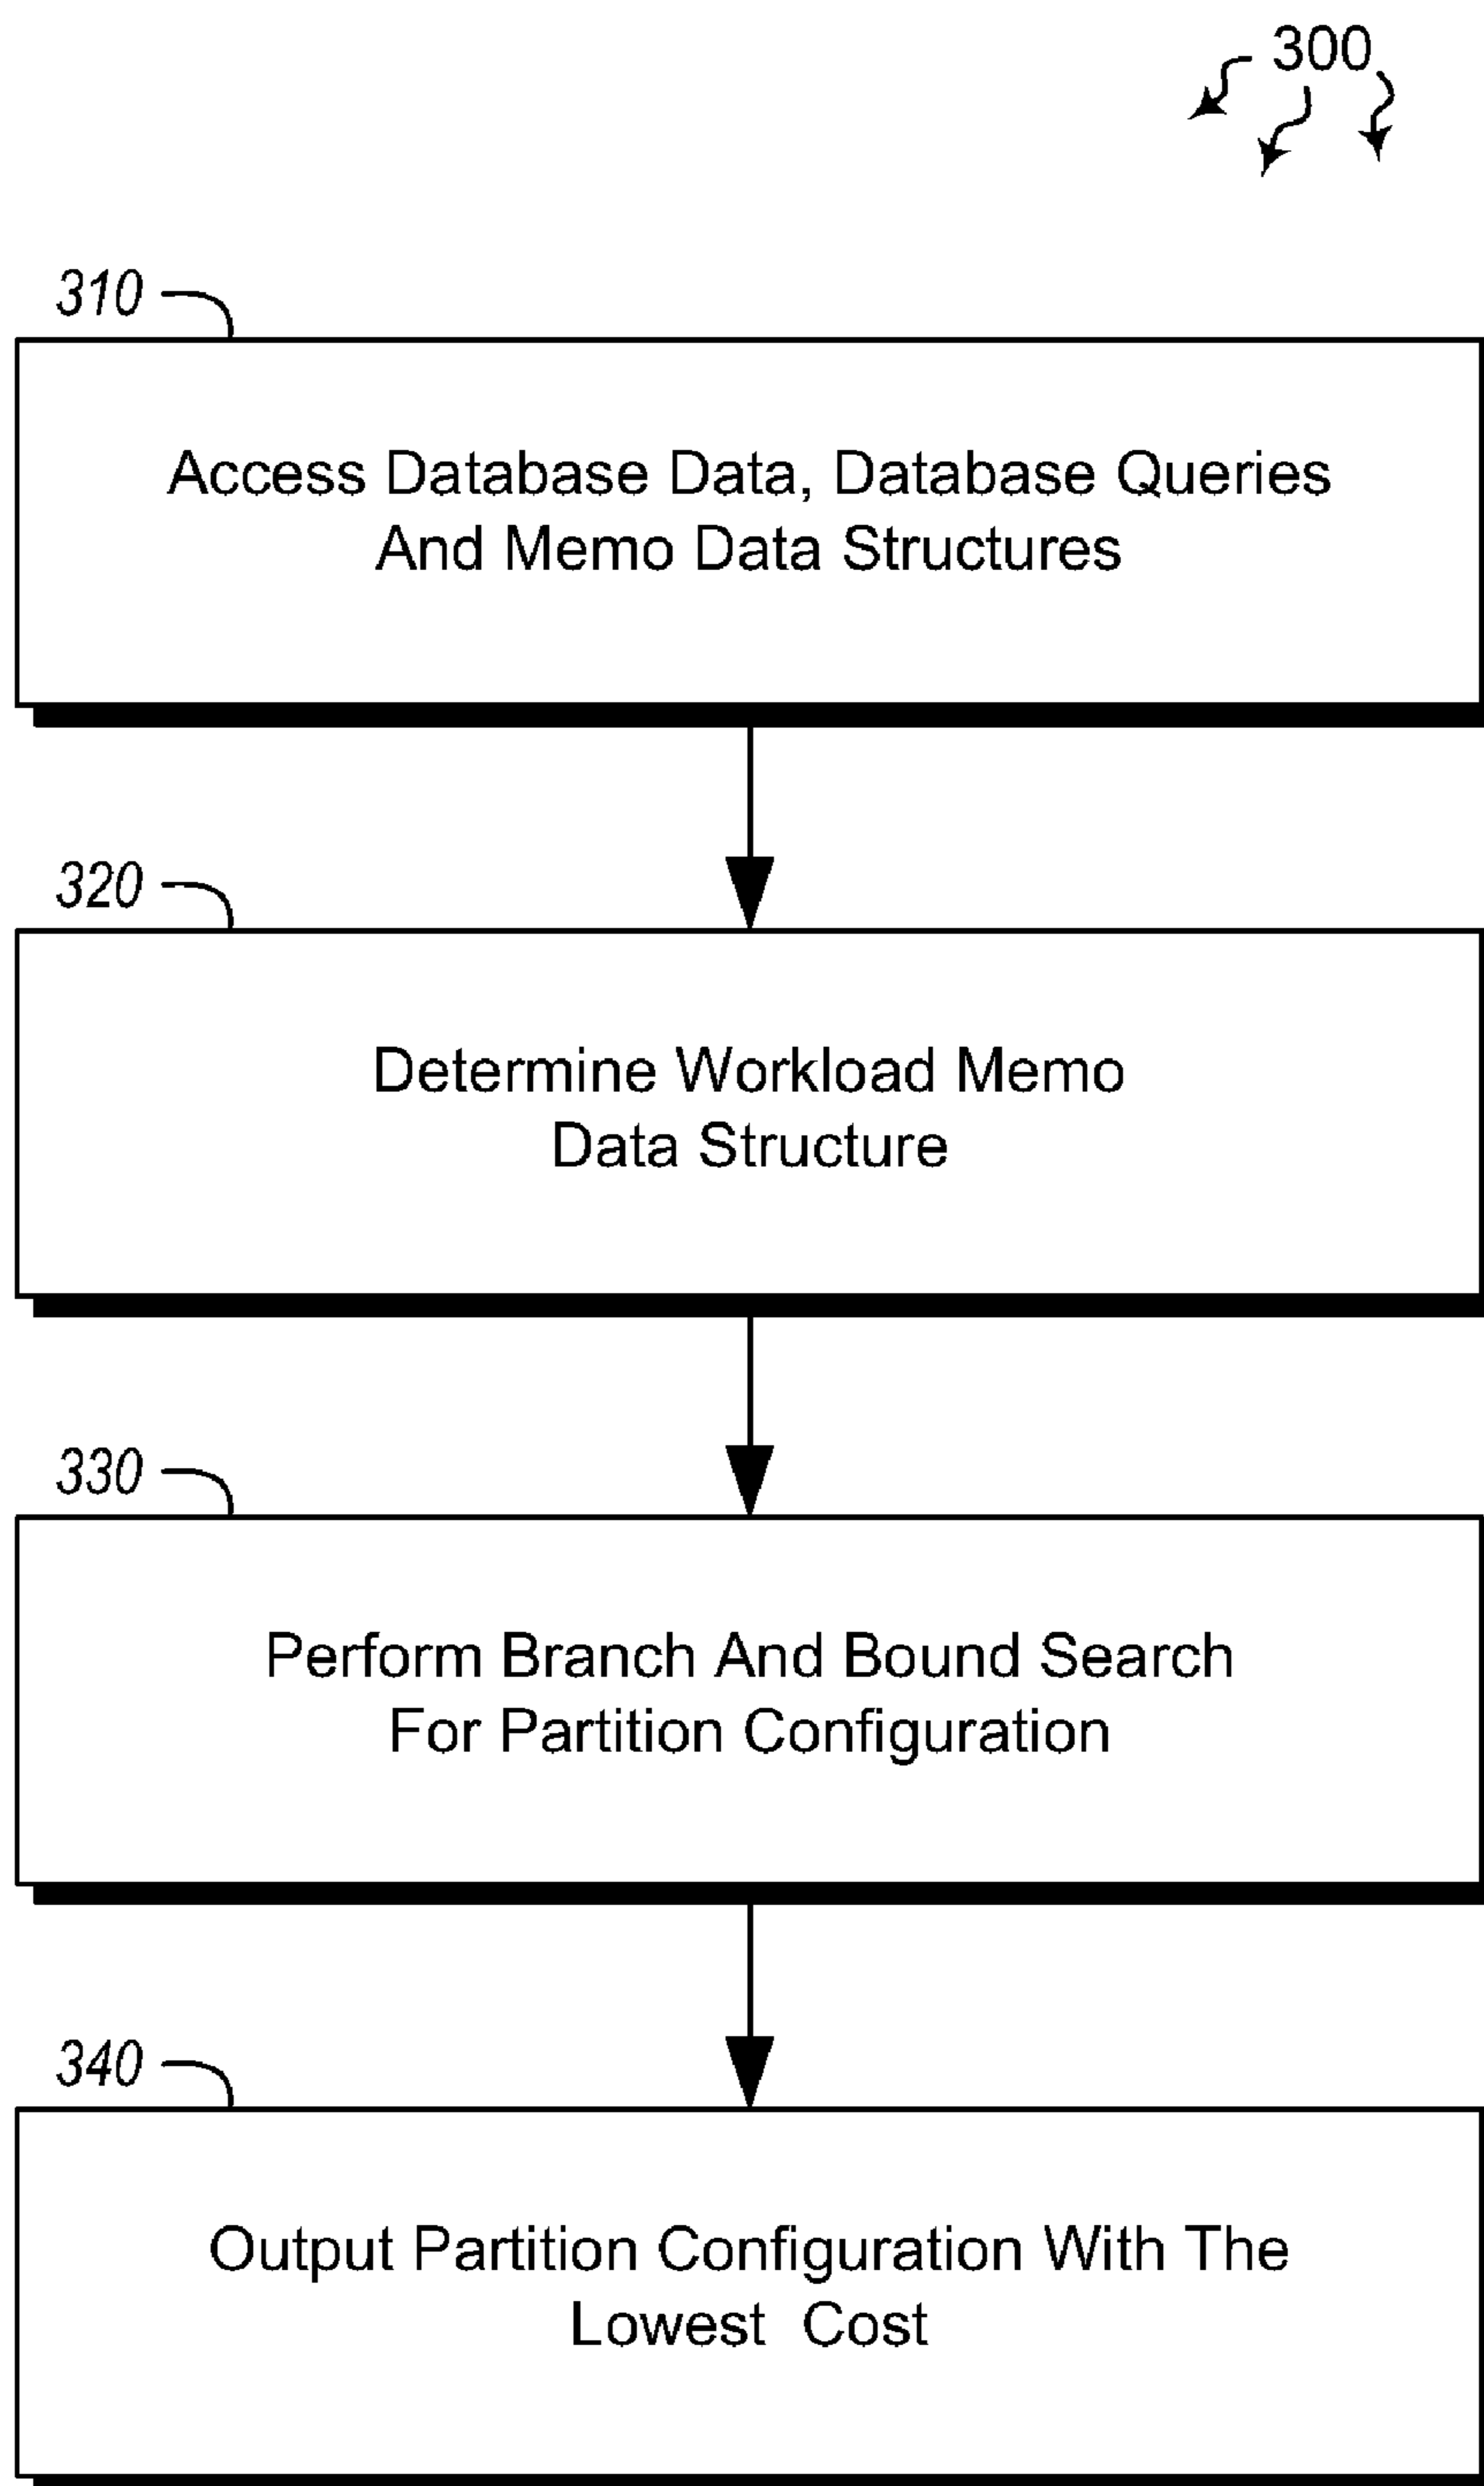 300
310
Access Database Data, Database Queries
And Memo Data Structures
320
Determine Workload Memo
Data Structure
330
Perform Branch And Bound Search
For Partition Configuration
340
Output Partition Configuration With The
Lowest Cost